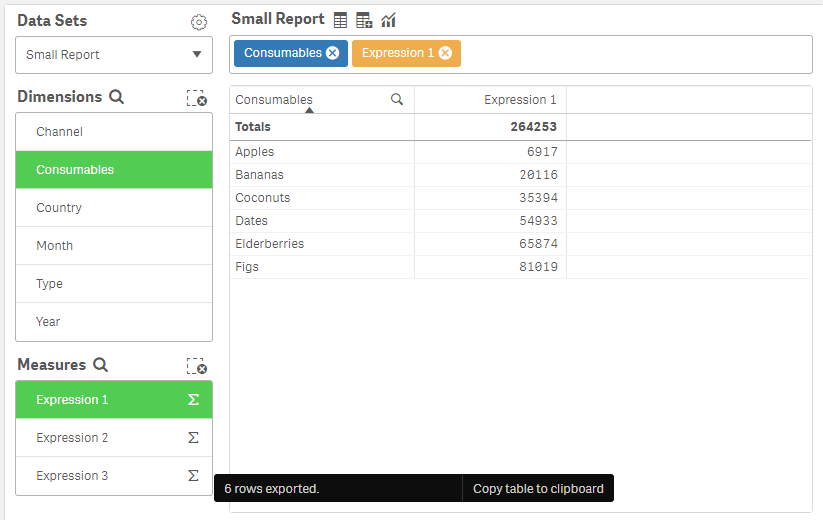 Data Sets
Small Report
Dimensions
Channel
Consumables
Country
Month
Type
Year
Measures
Expression 1 Σ
Expression 2 Σ
Expression 3 Σ
Small Report
Consumables Expression 1
Consumables Expression 1
Totals 264253
Apples 6917
Bananas 20116
Coconuts 35394
Dates 54933
Elderberries 65874
Figs 81019
6 rows exported. Copy table to clipboard